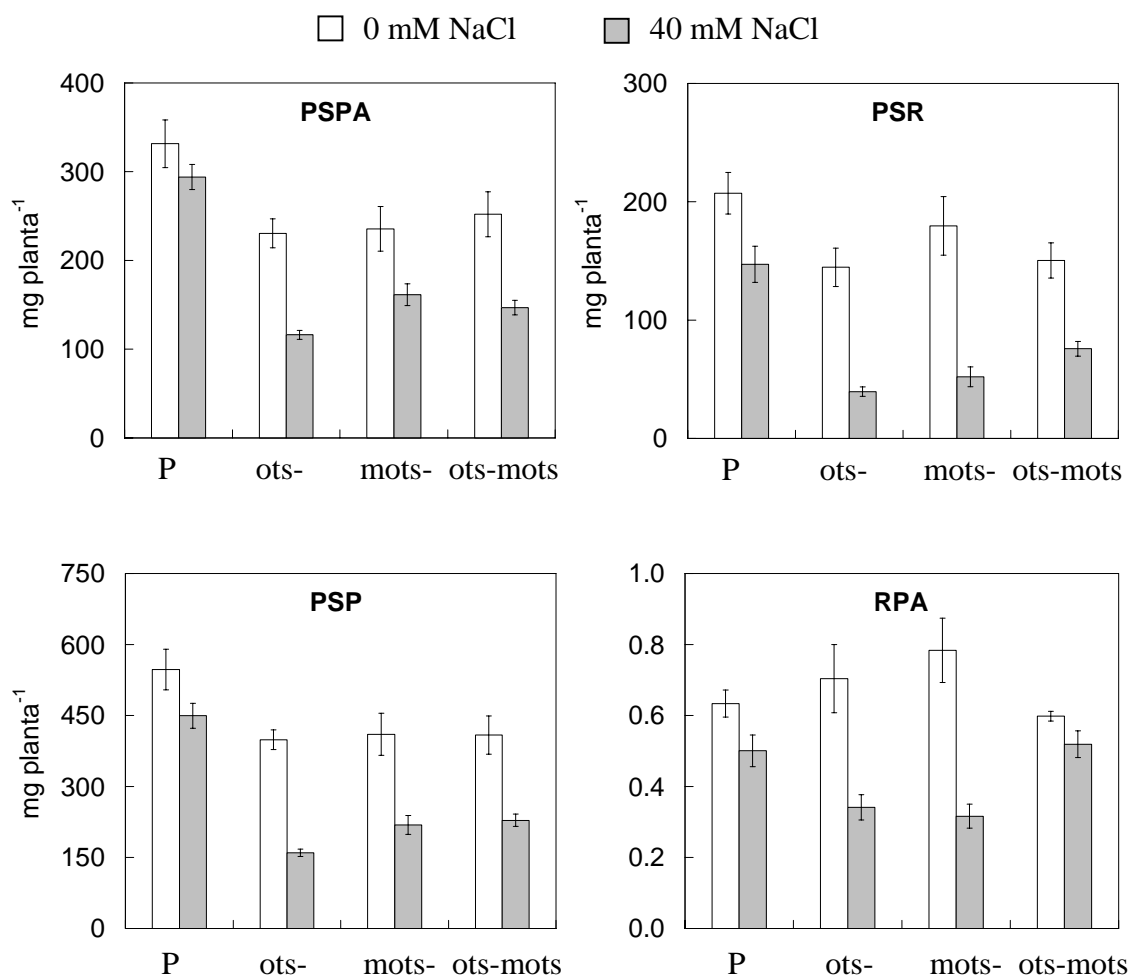 0 mM NaCl 40 mM NaCl
PSPA
400
300
200
100
0
mg planta-1
P ots- mots- ots-mots
PSR
300
200
100
0
mg planta-1
P ots- mots- ots-mots
PSP
750
600
450
300
150
0
mg planta-1
P ots- mots- ots-mots
RPA
1.0
0.8
0.6
0.4
0.2
0.0
P ots- mots- ots-mots